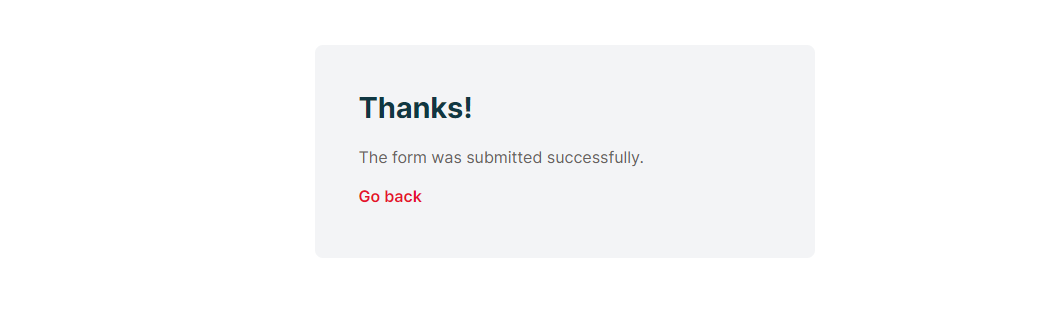 Thanks!
The form was submitted successfully.
Go back